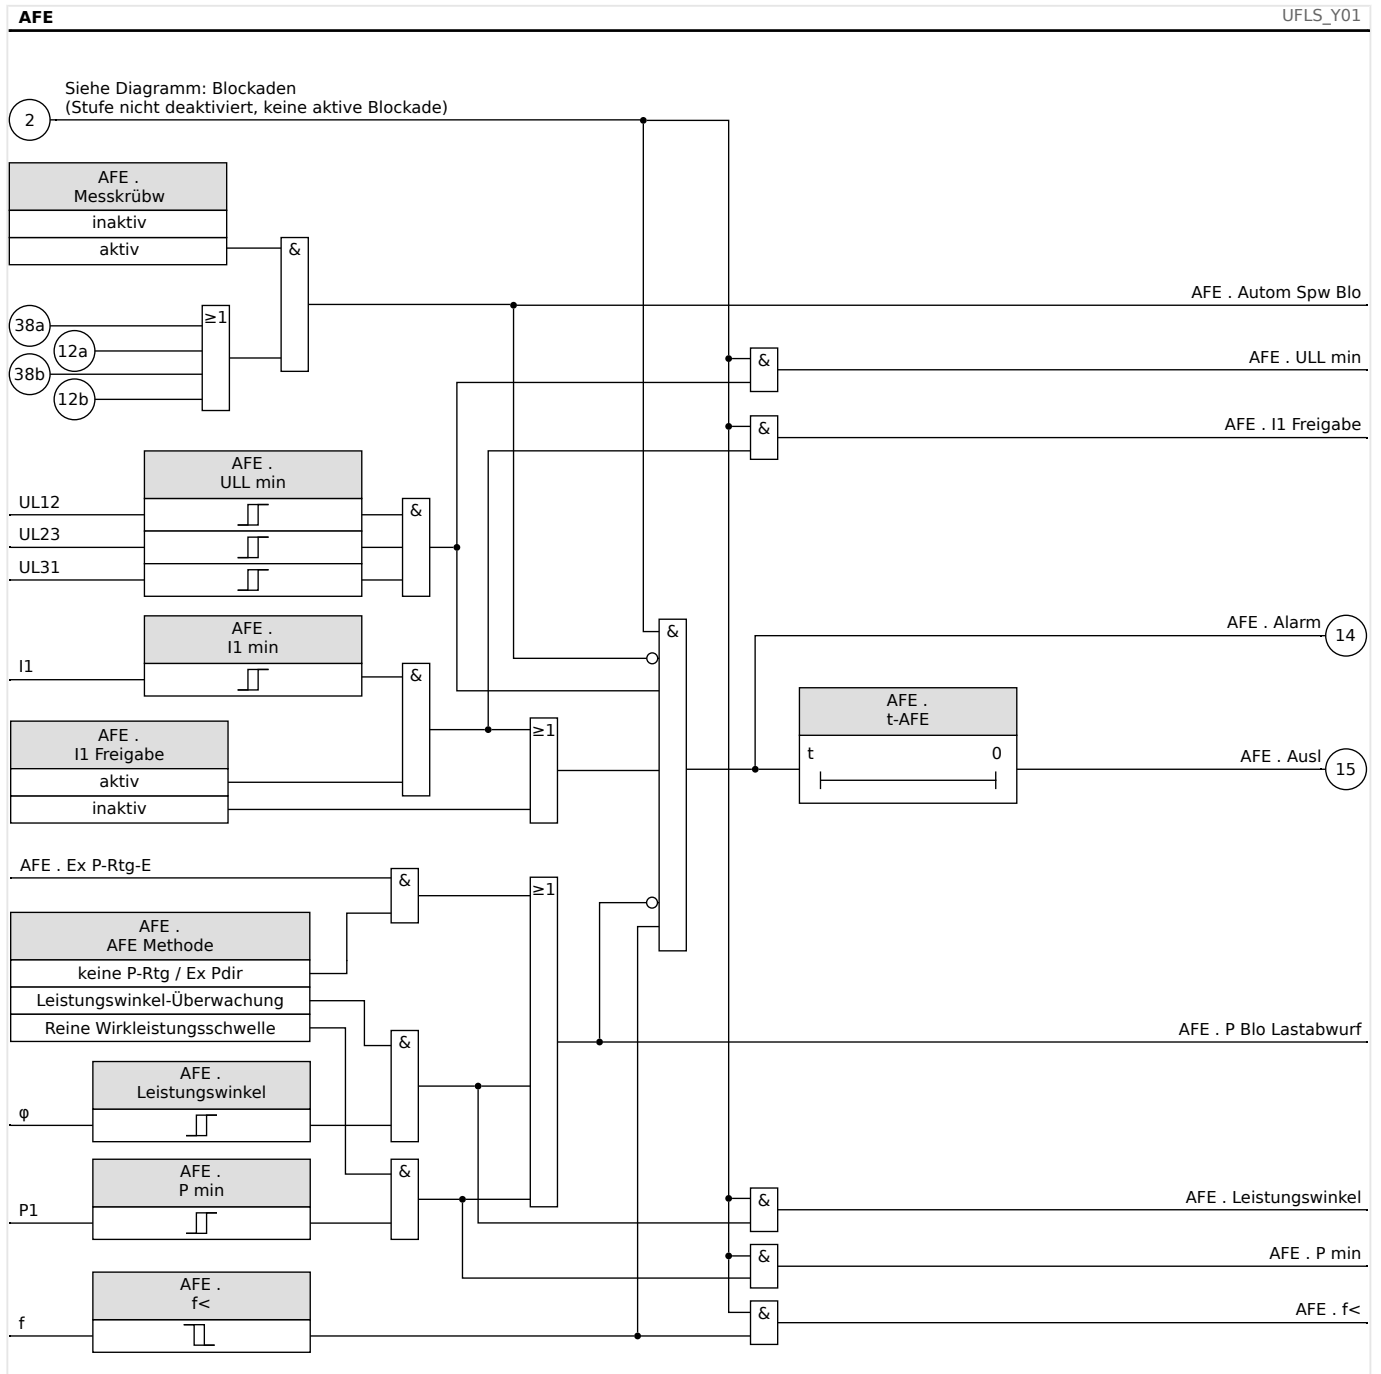 AFE
UFLS_Y01
Siehe Diagramm: Blockaden
(Stufe nicht deaktiviert, keine aktive Blockade)
2
AFE .
Messkrübw
inaktiv
aktiv
&
AFE . Autom Spw Blo
38a
12a
38b
12b
≥1
&
AFE . ULL min
&
AFE . I1 Freigabe
AFE .
ULL min
UL12
UL23
UL31
&
AFE .
I1 min
I1
&
AFE .
I1 Freigabe
aktiv
inaktiv
≥1
&
AFE . Alarm
14
AFE .
t-AFE
t
0
AFE . Ausl
15
AFE . Ex P-Rtg-E
&
≥1
AFE .
AFE Methode
keine P-Rtg / Ex Pdir
Leistungswinkel-Überwachung
Reine Wirkleistungsschwelle
&
AFE . P Blo Lastabwurf
AFE .
Leistungswinkel
φ
AFE .
P min
P1
&
&
AFE . Leistungswinkel
&
AFE . P min
AFE .
f<
f
&
AFE . f<